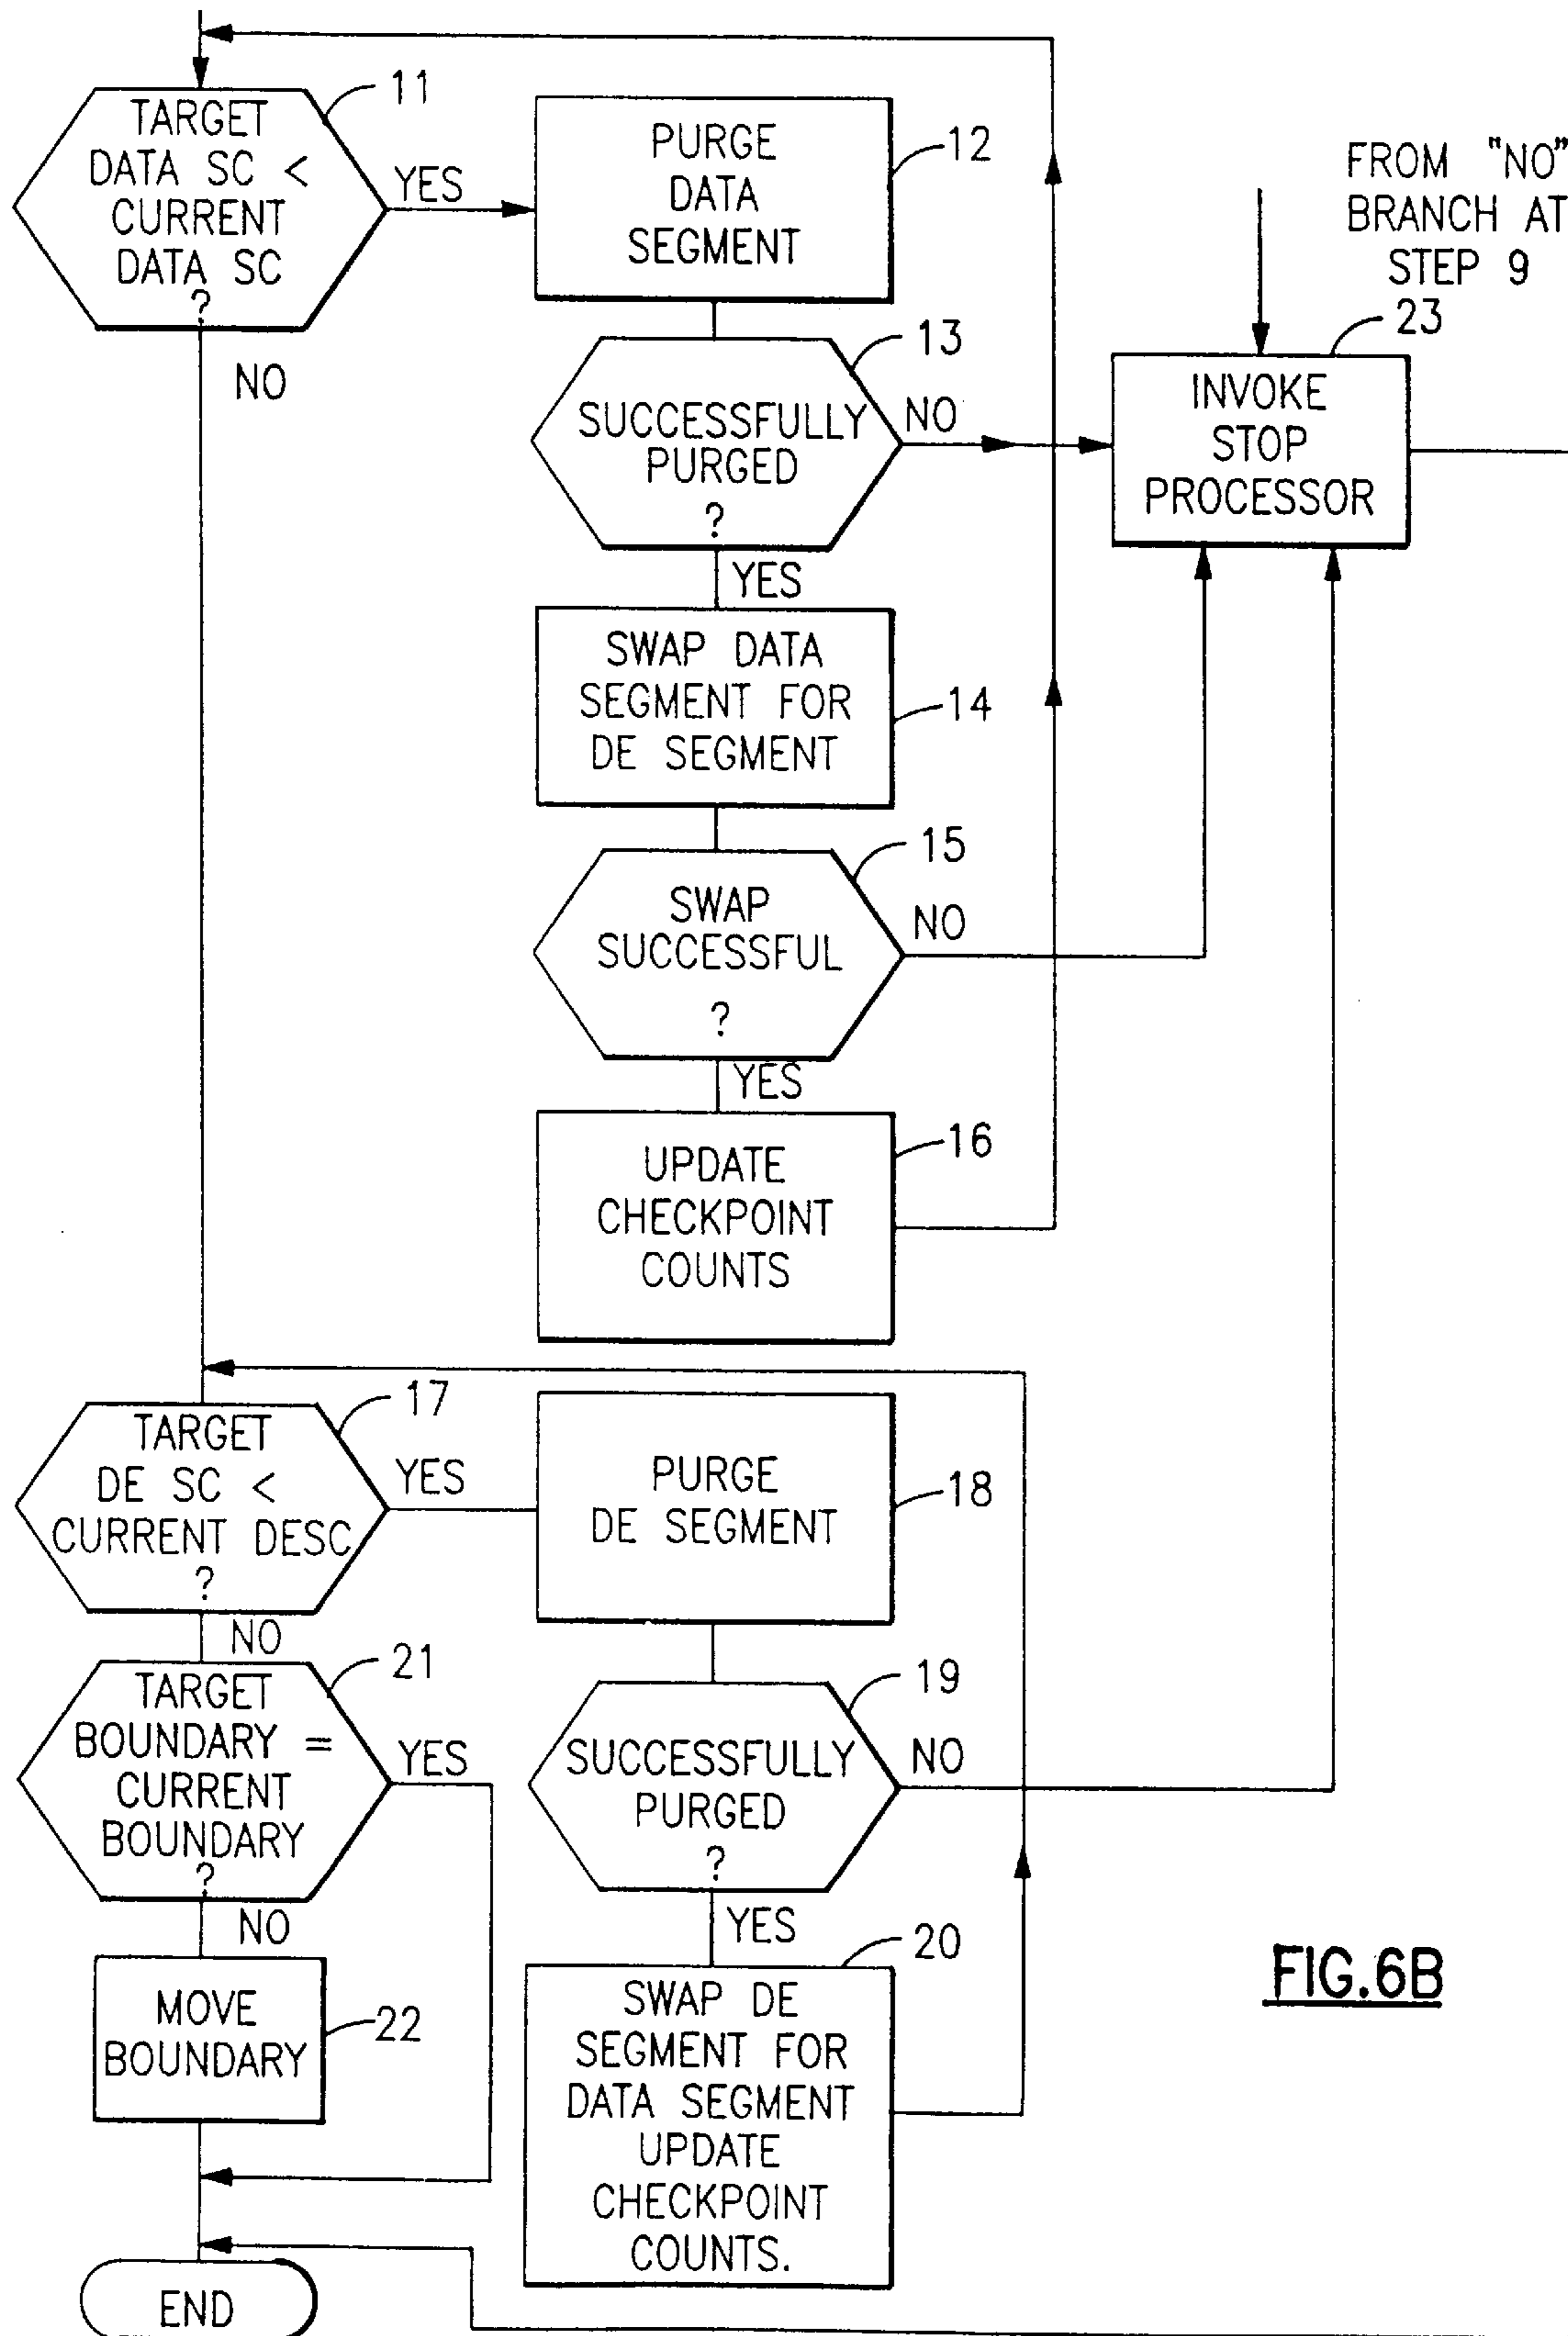 TARGET
DATA SC <
CURRENT
DATA SC
?
11
YES
NO
PURGE
DATA
SEGMENT
12
FROM "NO"
BRANCH AT
STEP 9
23
INVOKE
STOP
PROCESSOR
13
SUCCESSFULLY
PURGED
?
NO
YES
SWAP DATA
SEGMENT FOR
DE SEGMENT
14
15
SWAP
SUCCESSFUL
?
NO
YES
UPDATE
CHECKPOINT
COUNTS
16
17
TARGET
DE SC <
CURRENT DESC
?
YES
NO
PURGE
DE SEGMENT
18
21
TARGET
BOUNDARY =
CURRENT
BOUNDARY
?
YES
NO
19
SUCCESSFULLY
PURGED
?
NO
YES
MOVE
BOUNDARY
22
20
SWAP DE
SEGMENT FOR
DATA SEGMENT
UPDATE
CHECKPOINT
COUNTS.
END
FIG.6B